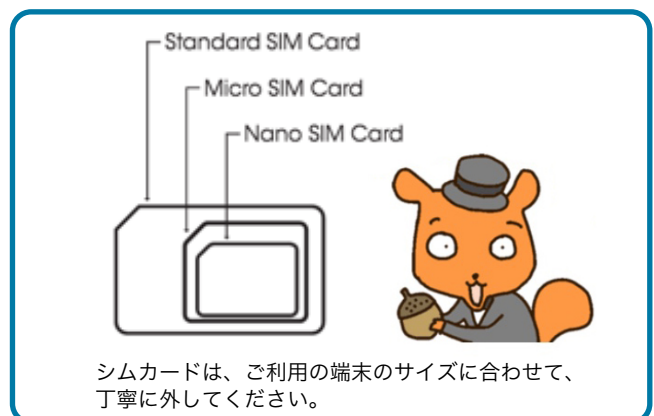 Standard SIM Card
Micro SIM Card
Nano SIM Card
シムカードは、ご利用の端末のサイズに合わせて、
丁寧に外してください。